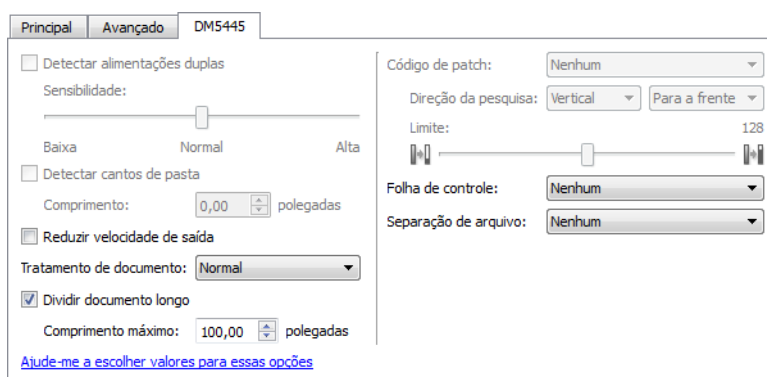 Principal Avançado DM5445
Detectar alimentações duplas
Sensibilidade:
Baixa Normal Alta
Detectar cantos de pasta
Comprimento: 0,00 polegadas
Reduzir velocidade de saída
Tratamento de documento: Normal
Dividir documento longo
Comprimento máximo: 100,00 polegadas
Ajude-me a escolher valores para essas opções
Código de patch: Nenhum
Direção da pesquisa: Vertical Para a frente
Limite: 128
Folha de controle: Nenhum
Separação de arquivo: Nenhum